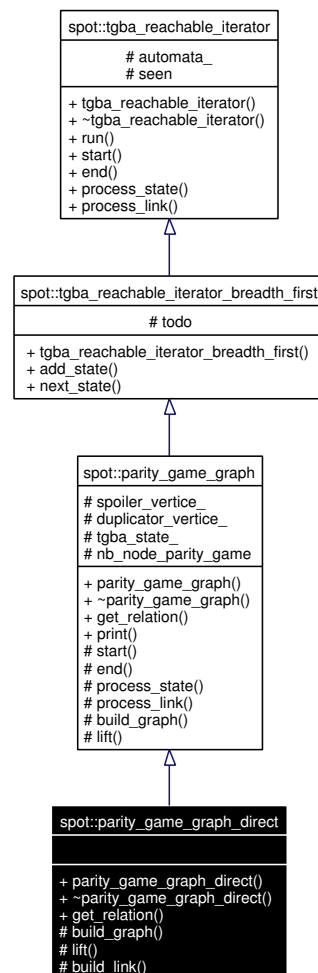 spot::tgba_reachable_iterator
# automata_
# seen
+ tgba_reachable_iterator()
+ ~tgba_reachable_iterator()
+ run()
+ start()
+ end()
+ process_state()
+ process_link()
spot::tgba_reachable_iterator_breadth_first
# todo
+ tgba_reachable_iterator_breadth_first()
+ add_state()
+ next_state()
spot::parity_game_graph
# spoiler_vertice_
# duplicator_vertice_
# tgba_state_
# nb_node_parity_game
+ parity_game_graph()
+ ~parity_game_graph()
+ get_relation()
+ print()
# start()
# end()
# process_state()
# process_link()
# build_graph()
# lift()
spot::parity_game_graph_direct
+ parity_game_graph_direct()
+ ~parity_game_graph_direct()
+ get_relation()
# build_graph()
# lift()
# build_link()